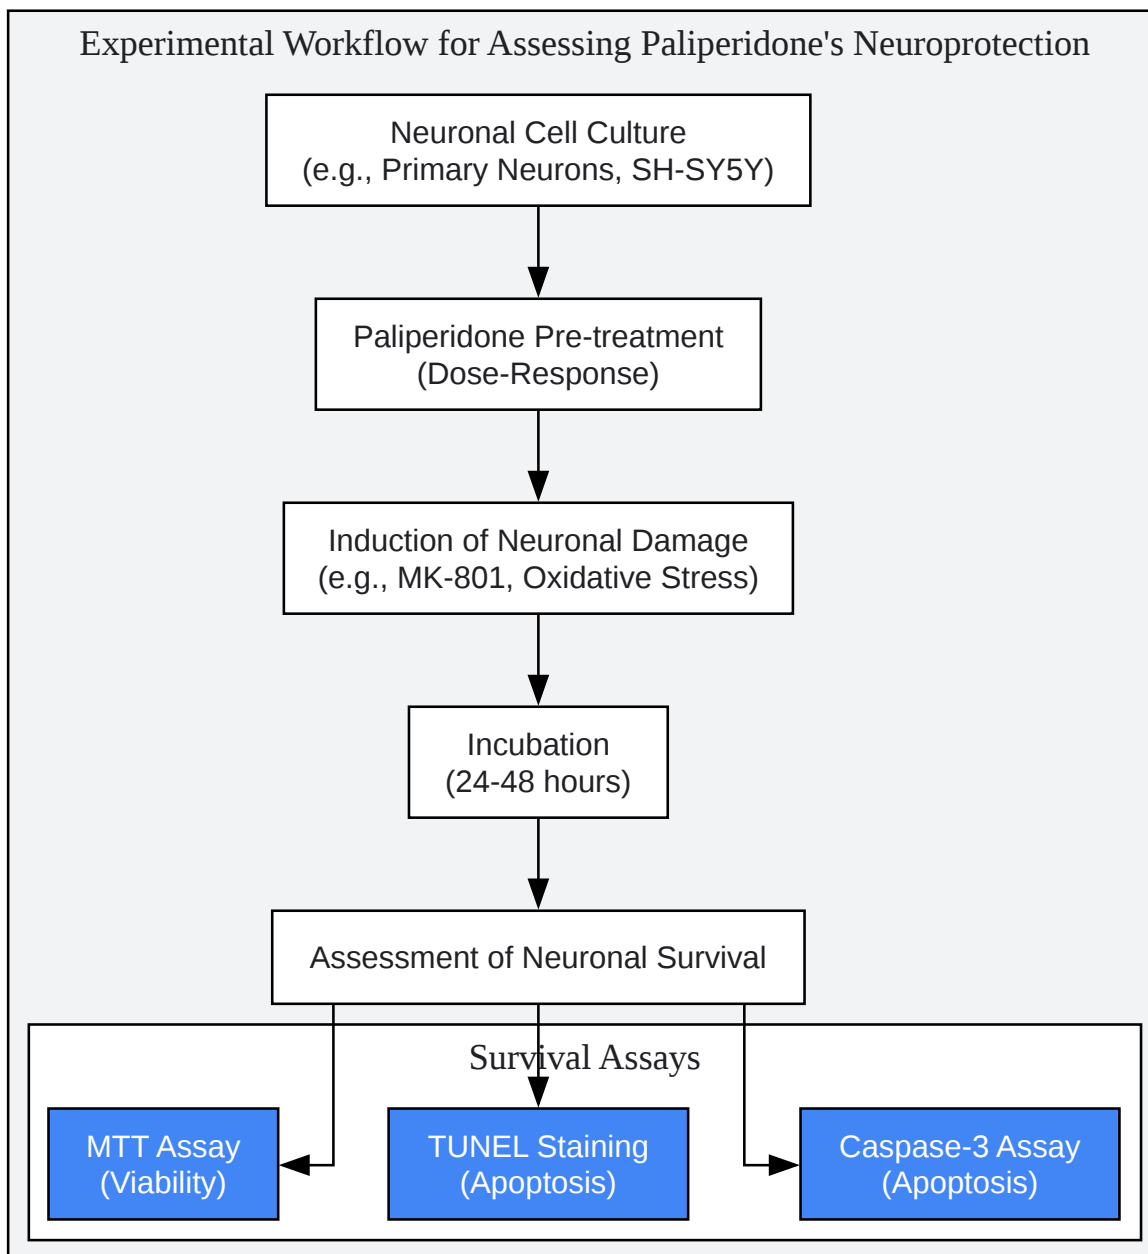 Experimental Workflow for Assessing Paliperidone's Neuroprotection
Neuronal Cell Culture
(e.g., Primary Neurons, SH-SY5Y)
Paliperidone Pre-treatment
(Dose-Response)
Induction of Neuronal Damage
(e.g., MK-801, Oxidative Stress)
Incubation
(24-48 hours)
Assessment of Neuronal Survival
Survival Assays
MTT Assay
(Viability)
TUNEL Staining
(Apoptosis)
Caspase-3 Assay
(Apoptosis)